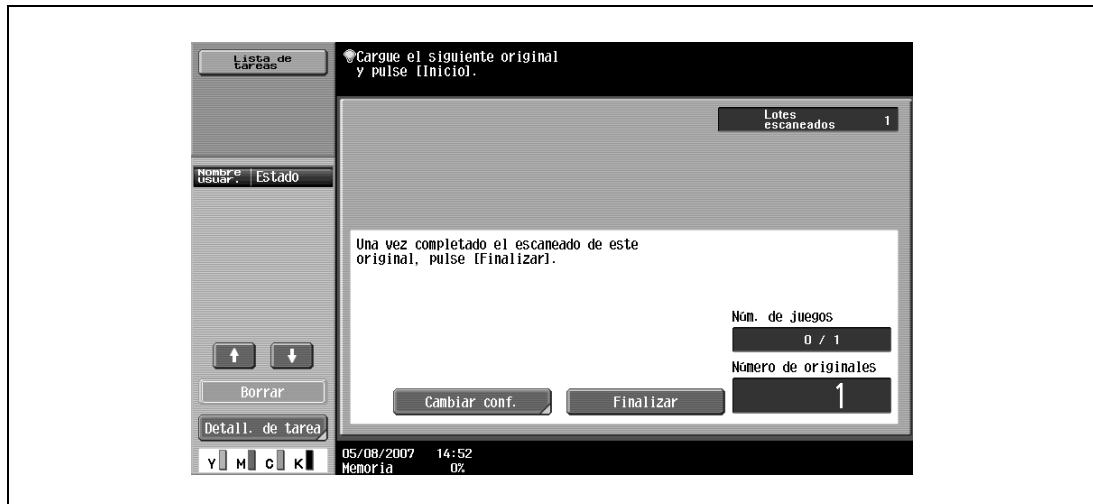 Lista de
tareas
Cargue el siguiente original
y pulse [Inicio].
Lotes
escaneados 1
Nombre
usuar. Estado
Una vez completado el escaneado de este
original, pulse [Finalizar].
Núm. de juegos
0 / 1
Número de originales
1
Borrar
Cambiar conf.
Finalizar
Detall. de tarea
Y M C K
05/08/2007 14:52
Memoria 0%